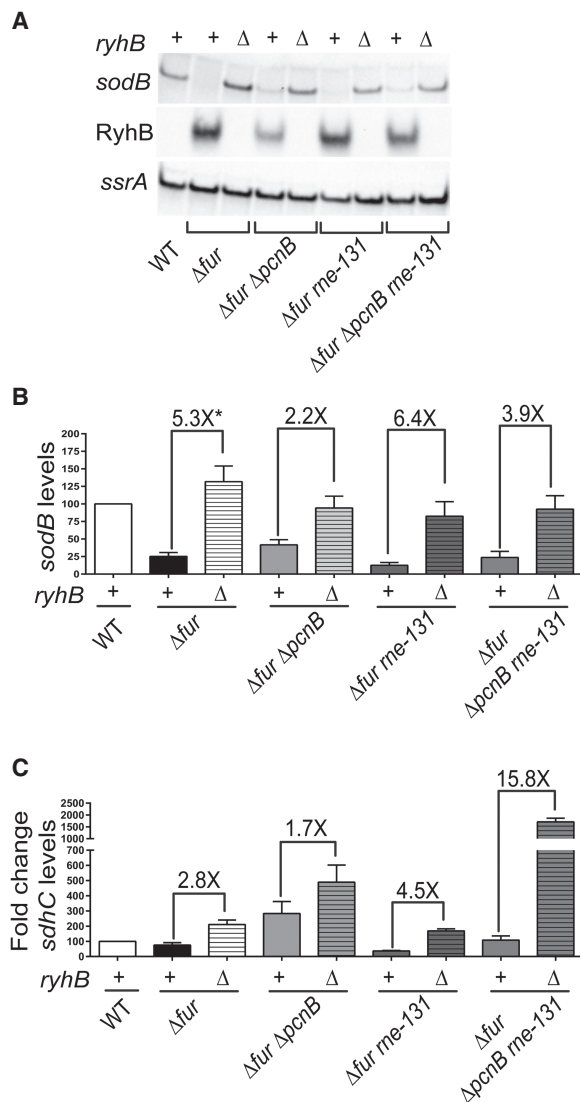 A
ryhB + + Δ + Δ + Δ + Δ
sodB
RyhB
ssrA
WT
Δfur
Δfur ΔpcnB
Δfur rne-131
Δfur ΔpcnB rne-131
B
5.3X* 2.2X 6.4X 3.9X
sodB levels
200
175
150
125
100
75
50
25
0
ryhB + + Δ + Δ + Δ + Δ
WT
Δfur
Δfur ΔpcnB
Δfur rne-131
Δfur
ΔpcnB rne-131
C
15.8X
1.7X
2.8X
4.5X
Fold change
sdhC levels
2500
2000
1500
1000
700
600
500
400
300
200
100
0
ryhB + + Δ + Δ + Δ + Δ
WT
Δfur
Δfur ΔpcnB
Δfur rne-131
Δfur
ΔpcnB rne-131